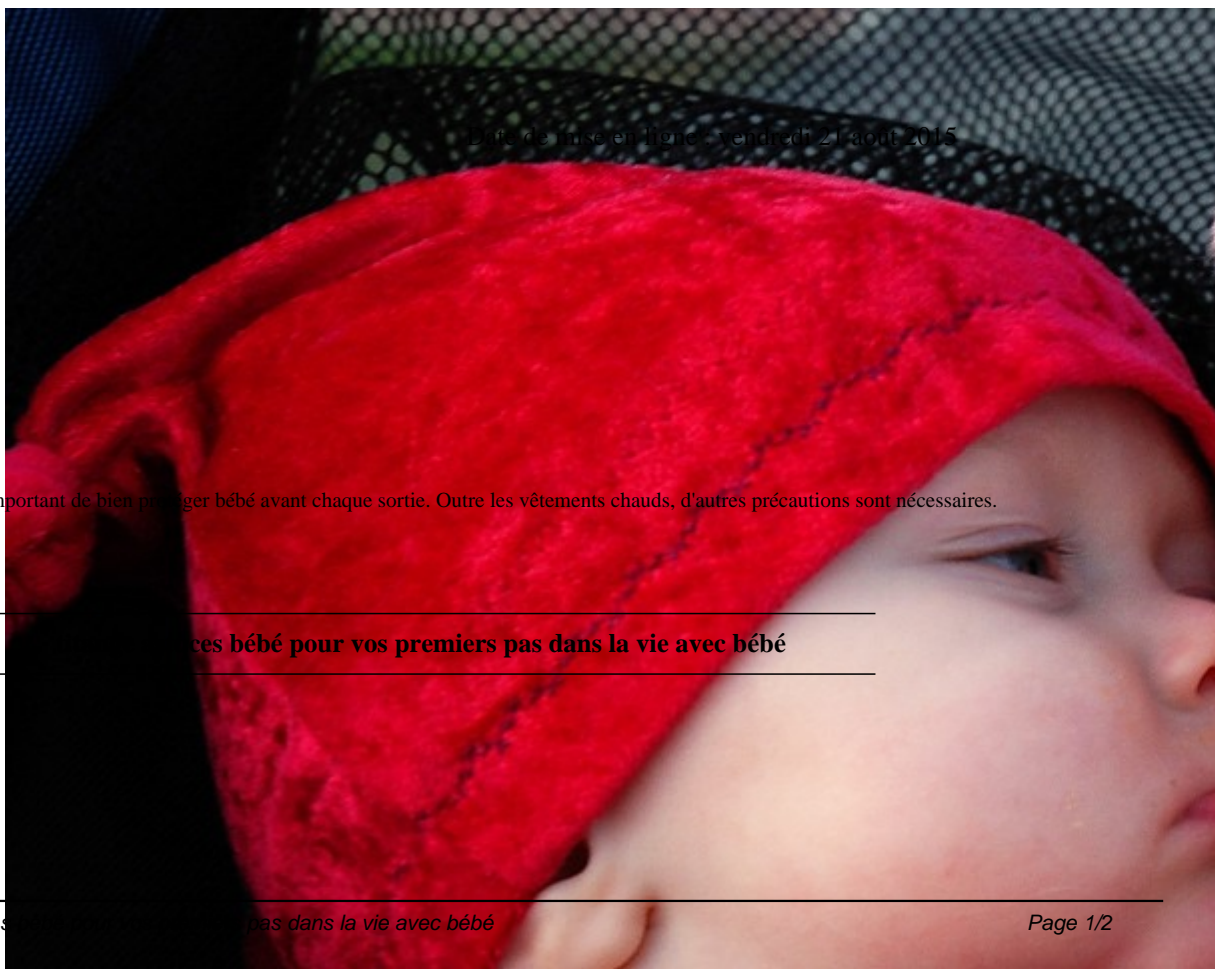 Date de mise en ligne : vendredi 21 août 2015
mportant de bien protéger bébé avant chaque sortie. Outre les vêtements chauds, d'autres précautions sont nécessaires.
ces bébé pour vos premiers pas dans la vie avec bébé
pas dans la vie avec bébé
Page 1/2